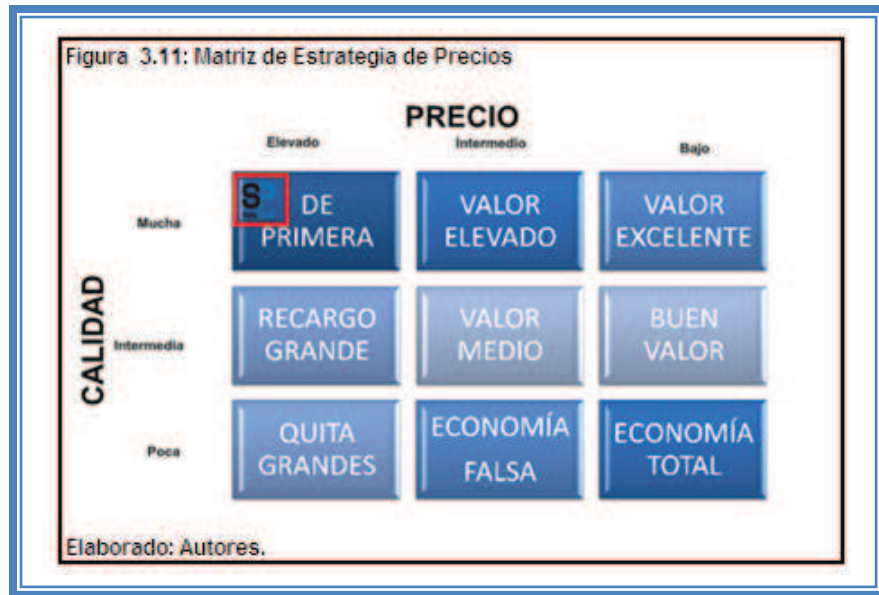 Figura 3.11: Matriz de Estrategia de Precios
PRECIO
Elevado Intermedio Bajo
CALIDAD
Mucha
S
DE
PRIMERA
VALOR
ELEVADO
VALOR
EXCELENTE
Intermedia
RECARGO
GRANDE
VALOR
MEDIO
BUEN
VALOR
Poca
QUITA
GRANDES
ECONOMÍA
FALSA
ECONOMÍA
TOTAL
Elaborado: Autores.